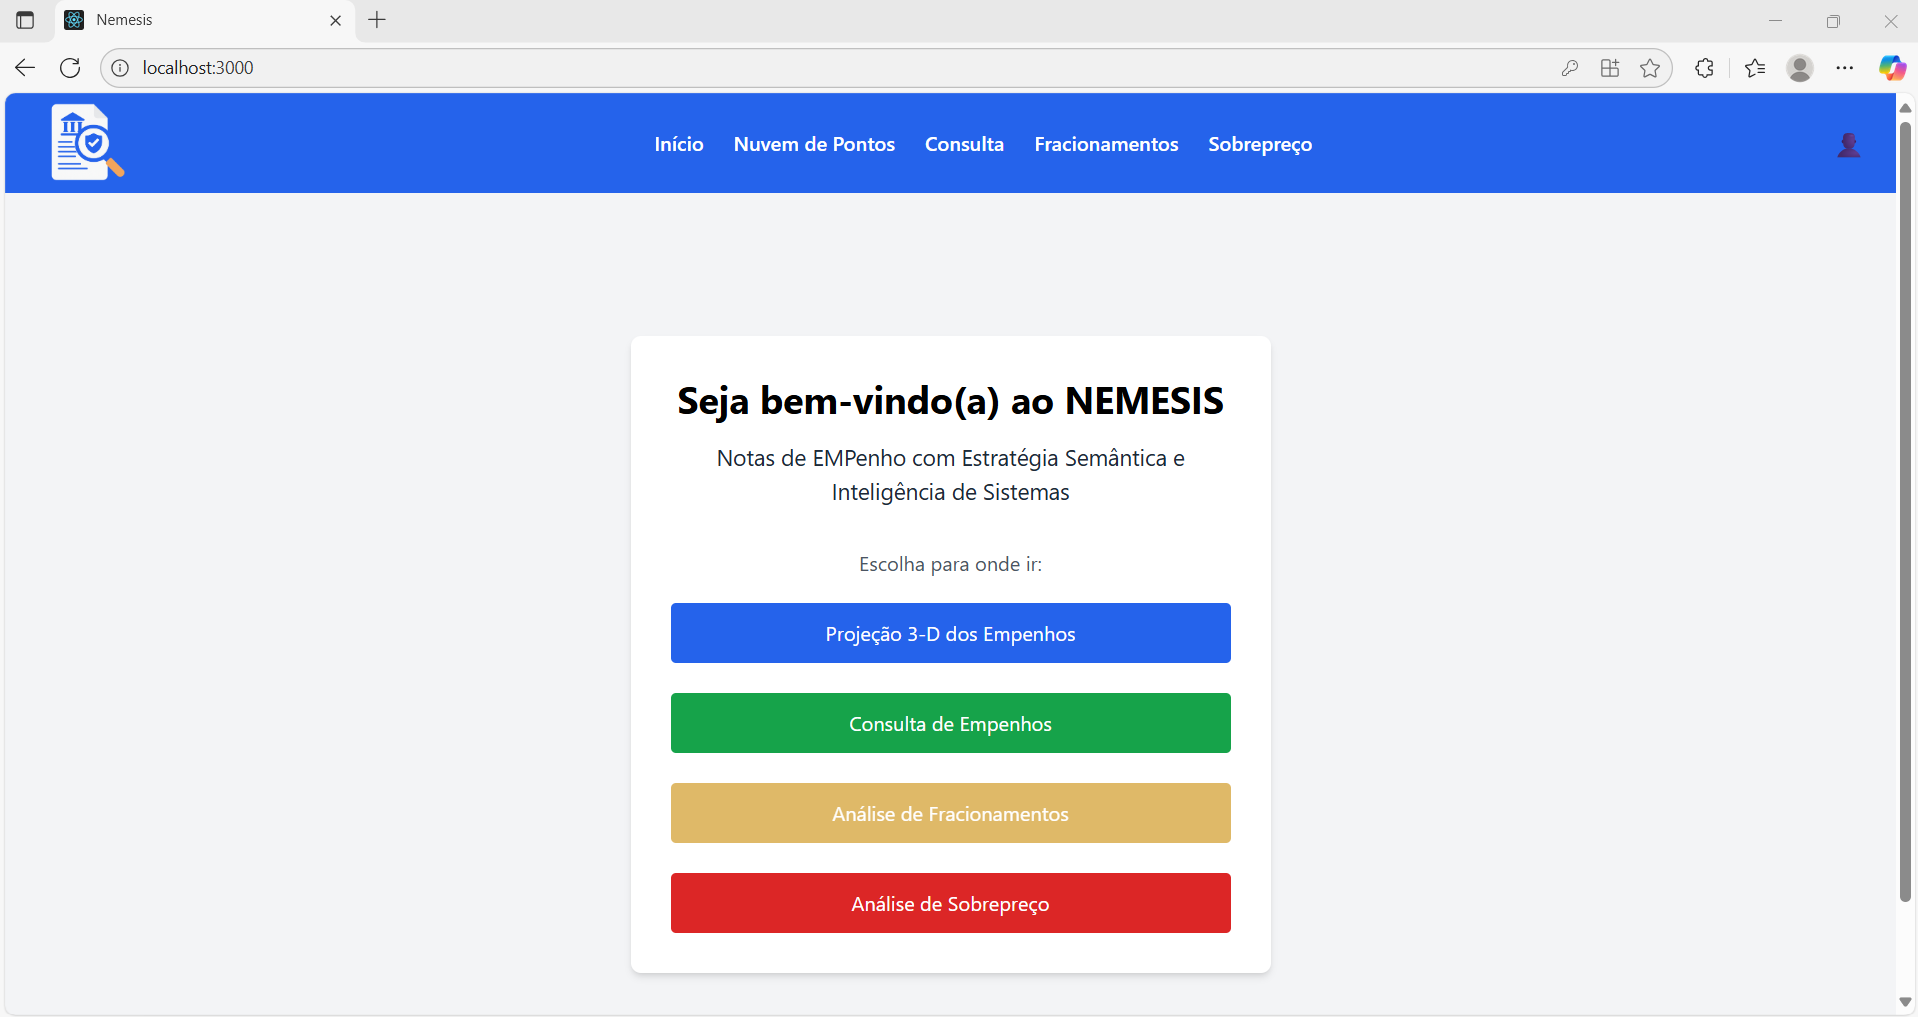 Nemesis
localhost:3000
Início Nuvem de Pontos Consulta Fracionamentos Sobrepreço
Seja bem-vindo(a) ao NEMESIS
Notas de EMPenho com Estratégia Semântica e
Inteligência de Sistemas
Escolha para onde ir:
Projeção 3-D dos Empenhos
Consulta de Empenhos
Análise de Fracionamentos
Análise de Sobrepreço